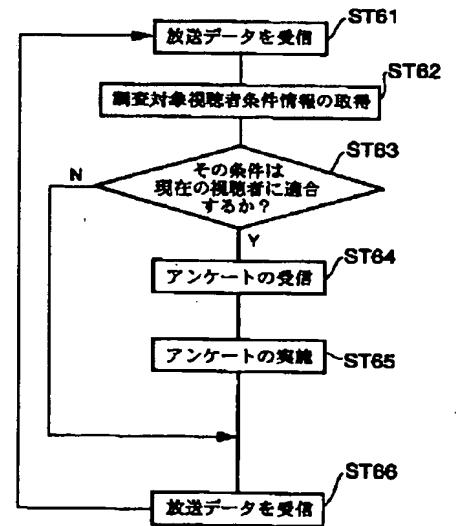 ST61
放送データを受信
ST62
調査対象視聴者条件情報の取得
ST63
その条件は
現在の視聴者に適合
するか？
N
Y
ST64
アンケートの受信
アンケートの実施
ST65
ST66
放送データを受信